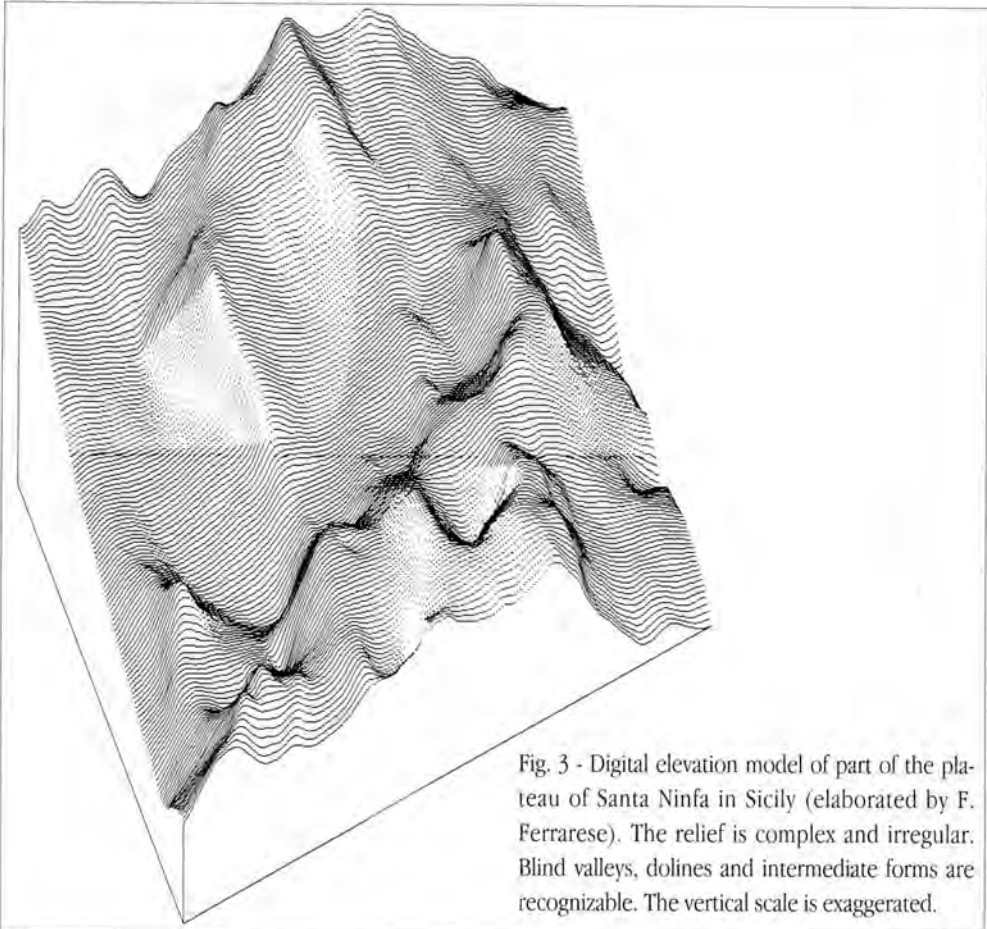 Fig. 3 - Digital elevation model of part of the pla-
teau of Santa Ninfa in Sicily (elaborated by F.
Ferrarese). The relief is complex and irregular.
Blind valleys, dolines and intermediate forms are
recognizable. The vertical scale is exaggerated.